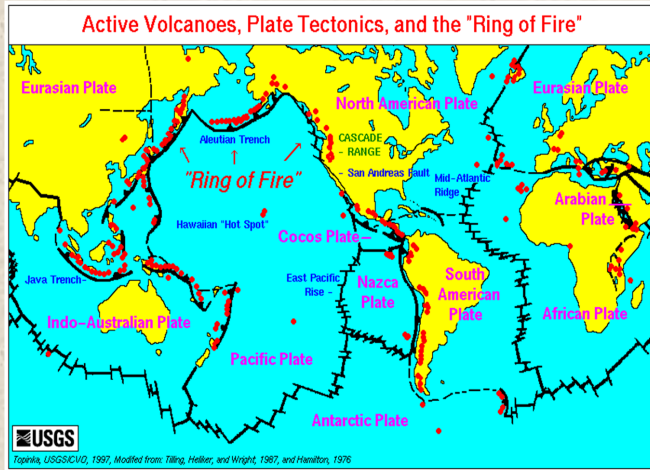 Active Volcanoes, Plate Tectonics, and the "Ring of Fire"
Eurasian Plate
North American Plate
Eurasian Plate
Aleutian Trench
CASCADE
RANGE
"Ring of Fire"
San Andreas Fault
Mid-Atlantic
Ridge
Arabian
Plate
Hawaiian "Hot Spot"
Cocos Plate
Java Trench
East Pacific
Rise
Nazca
Plate
South
American
Plate
African Plate
Indo-Australian Plate
Pacific Plate
Antarctic Plate
USGS
Topinka, USGS/CVO, 1997, Modified from: Tilling, Heliker, and Wright, 1987, and Hamilton, 1976